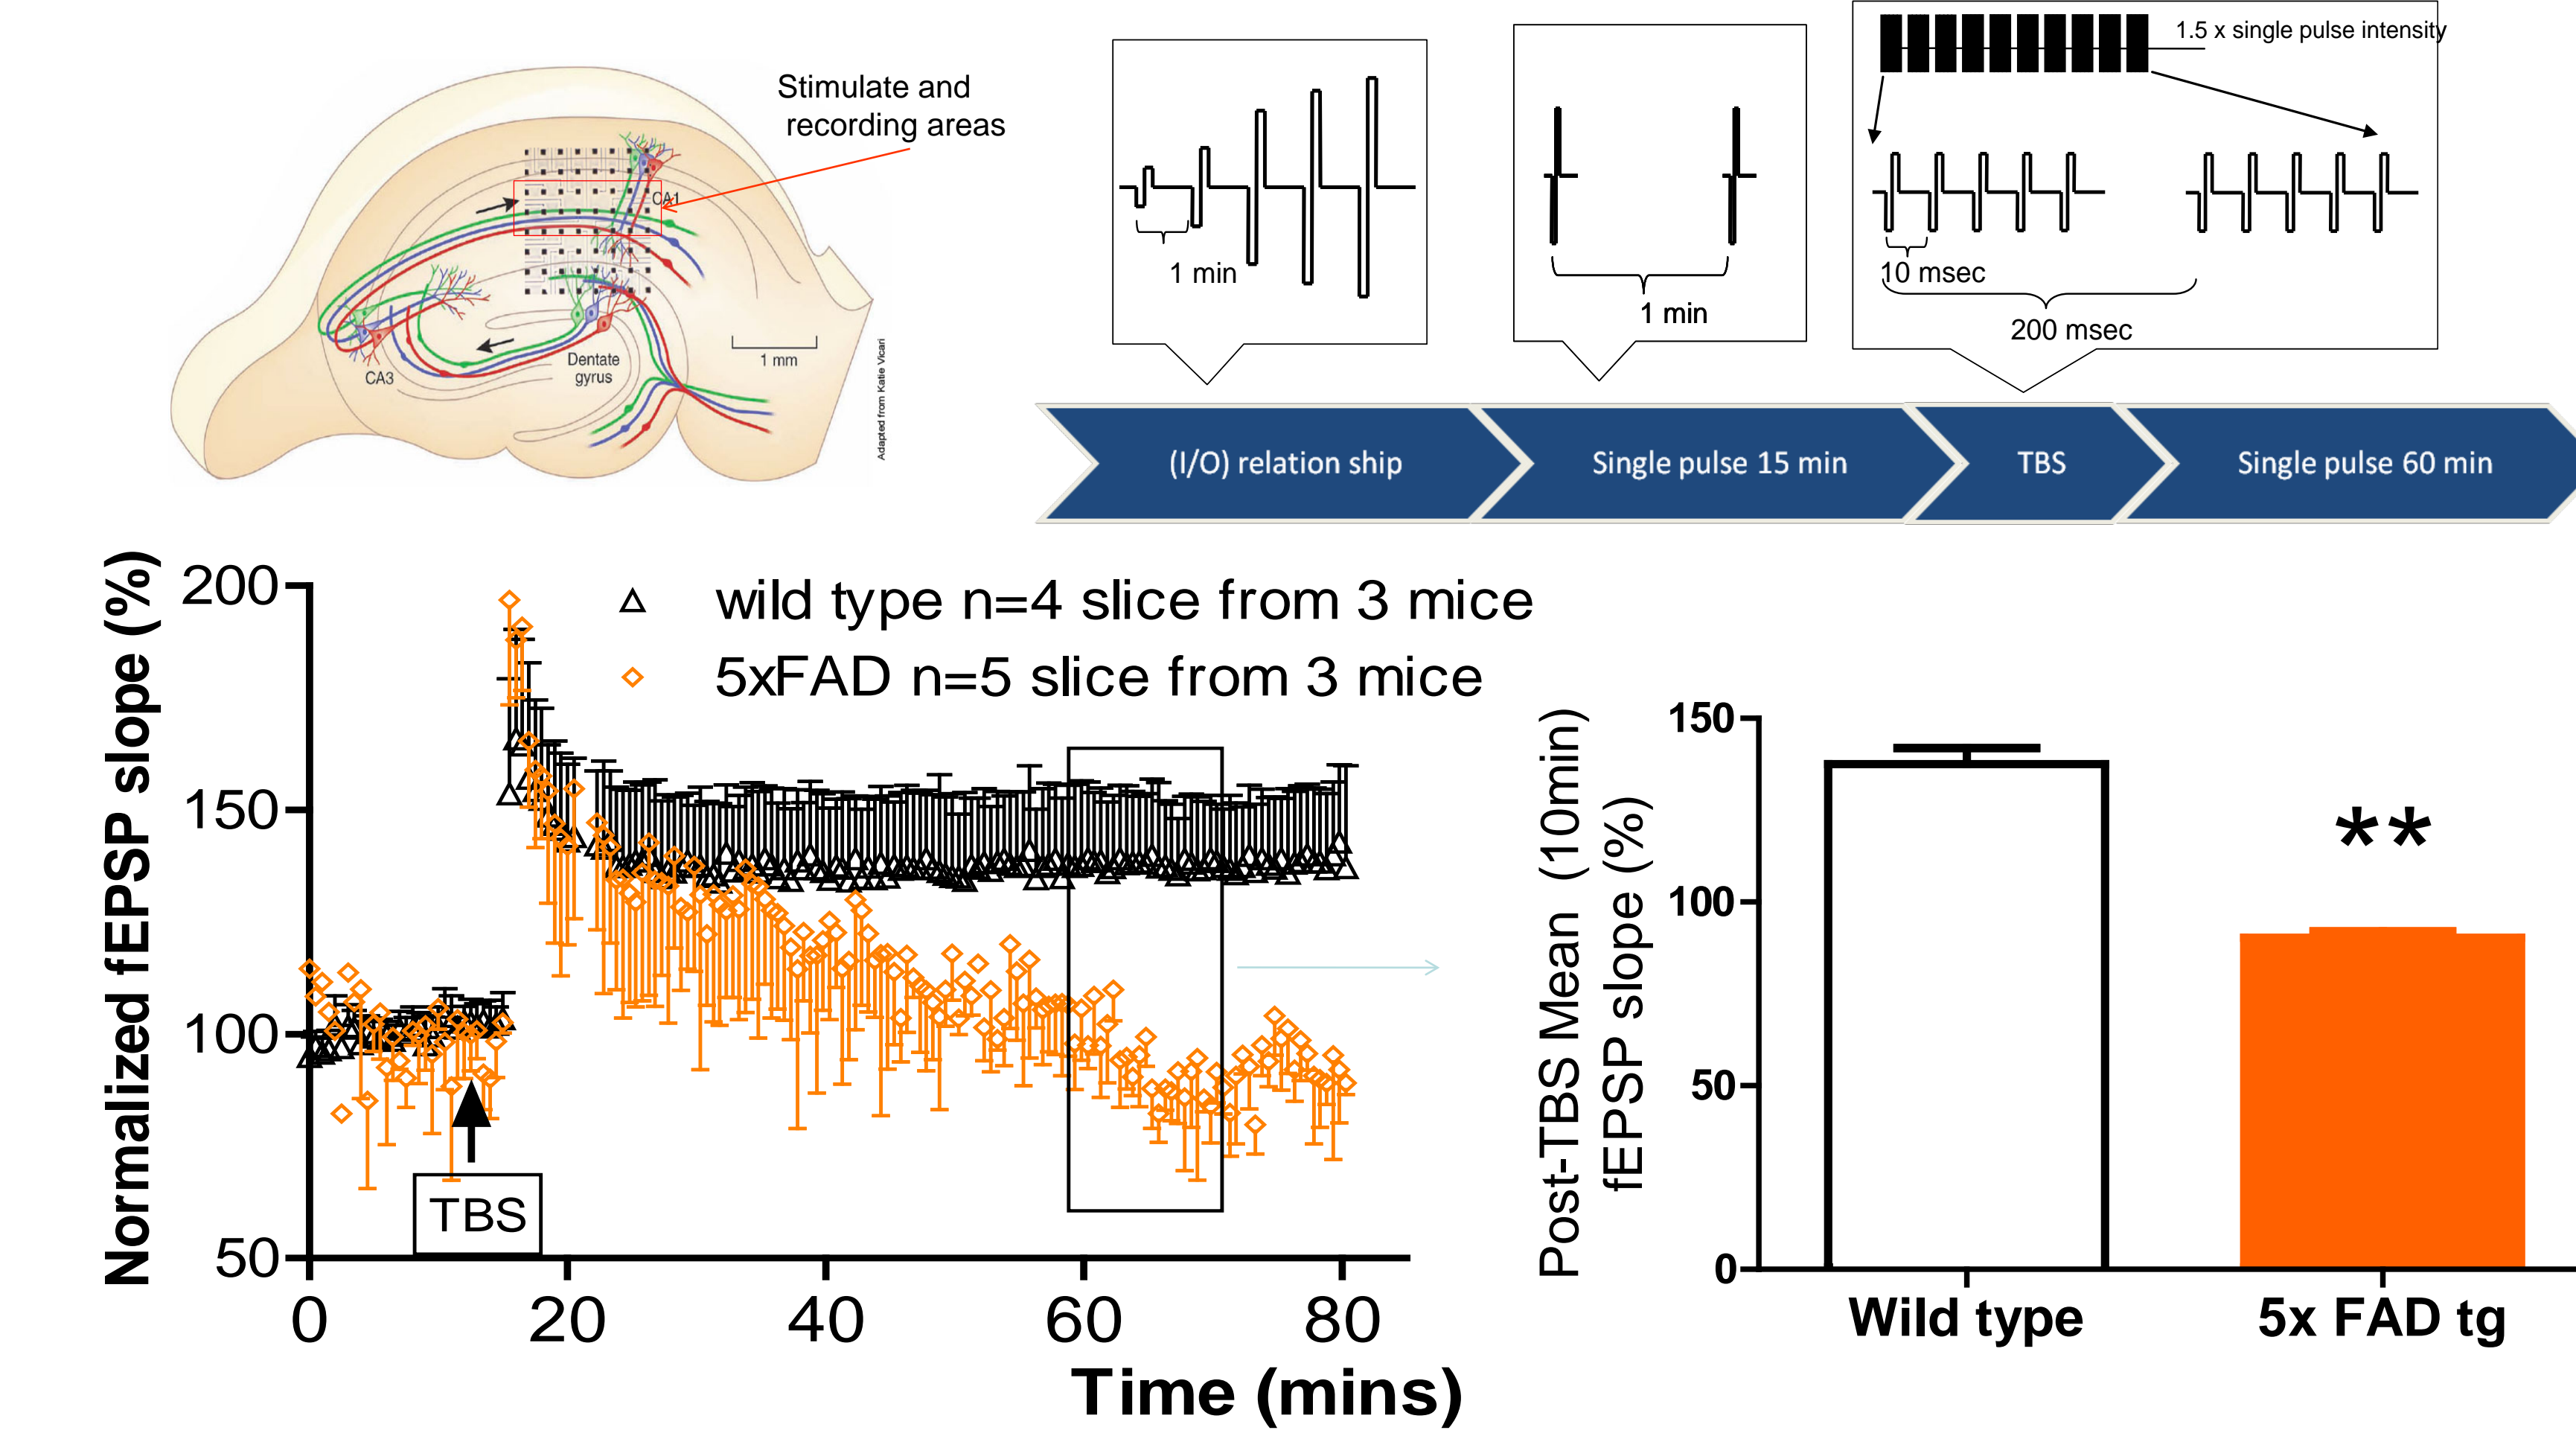 Stimulate and
recording areas
CA1
CA3
Dentate
gyrus
1 mm
Adapted from Katie Vicari
1 min
1 min
1.5 x single pulse intensity
10 msec
200 msec
(I/O) relation ship
Single pulse 15 min
TBS
Single pulse 60 min
Normalized fEPSP slope (%)
200
150
100
50
0
20
40
60
80
Time (mins)
wild type n=4 slice from 3 mice
5xFAD n=5 slice from 3 mice
TBS
Post-TBS Mean (10min)
fEPSP slope (%)
150
100
50
0
**
Wild type
5x FAD tg